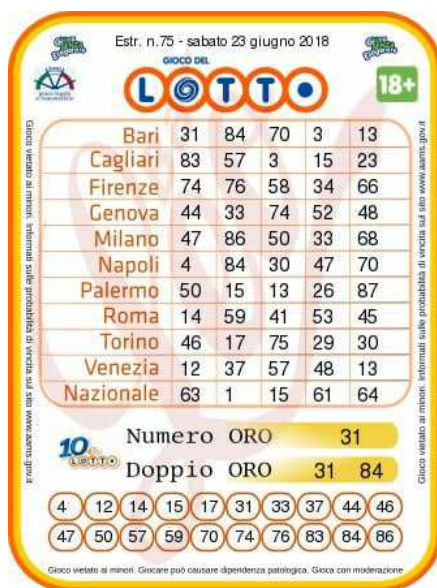 Estr. n.75 - sabato 23 giugno 2018
GIOCO DEL
LOTTO
18+
Bari 31 84 70 3 13
Cagliari 83 57 3 15 23
Firenze 74 76 58 34 66
Genova 44 33 74 52 48
Milano 47 86 50 33 68
Napoli 4 84 30 47 70
Palermo 50 15 13 26 87
Roma 14 59 41 53 45
Torino 46 17 75 29 30
Venezia 12 37 57 48 13
Nazionale 63 1 15 61 64
Gioco vietato ai minori. Informati sulle probabilità di vincita sul sito www.aams.gov.it
Gioco vietato ai minori. Informati sulle probabilità di vincita sul sito www.aams.gov.it
10
LOTTO
Numero ORO 31
Doppio ORO 31 84
4 12 14 15 17 31 33 37 44 46
47 50 57 59 70 74 76 83 84 86
Gioco vietato ai minori. Giocare può causare dipendenza patologica. Gioca con moderazione